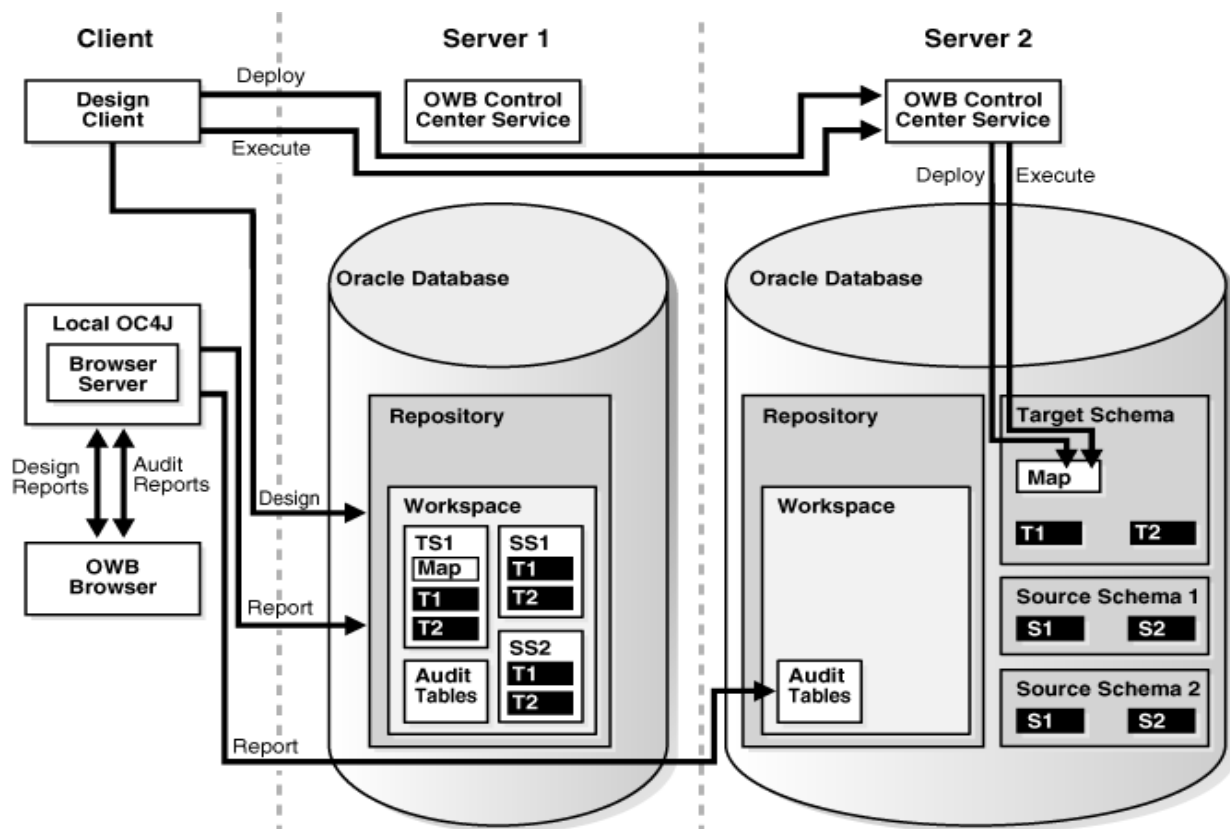 Client
Server 1
Server 2
Deploy
Design
Client
Execute
OWB Control
Center Service
OWB Control
Center Service
Deploy
Execute
Oracle Database
Oracle Database
Local OC4J
Browser
Server
Design
Reports
Audit
Reports
OWB
Browser
Design
Report
Report
Repository
Workspace
TS1
Map
T1
T2
SS1
T1
T2
Audit
Tables
SS2
T1
T2
Repository
Workspace
Audit
Tables
Target Schema
Map
T1
T2
Source Schema 1
S1
S2
Source Schema 2
S1
S2